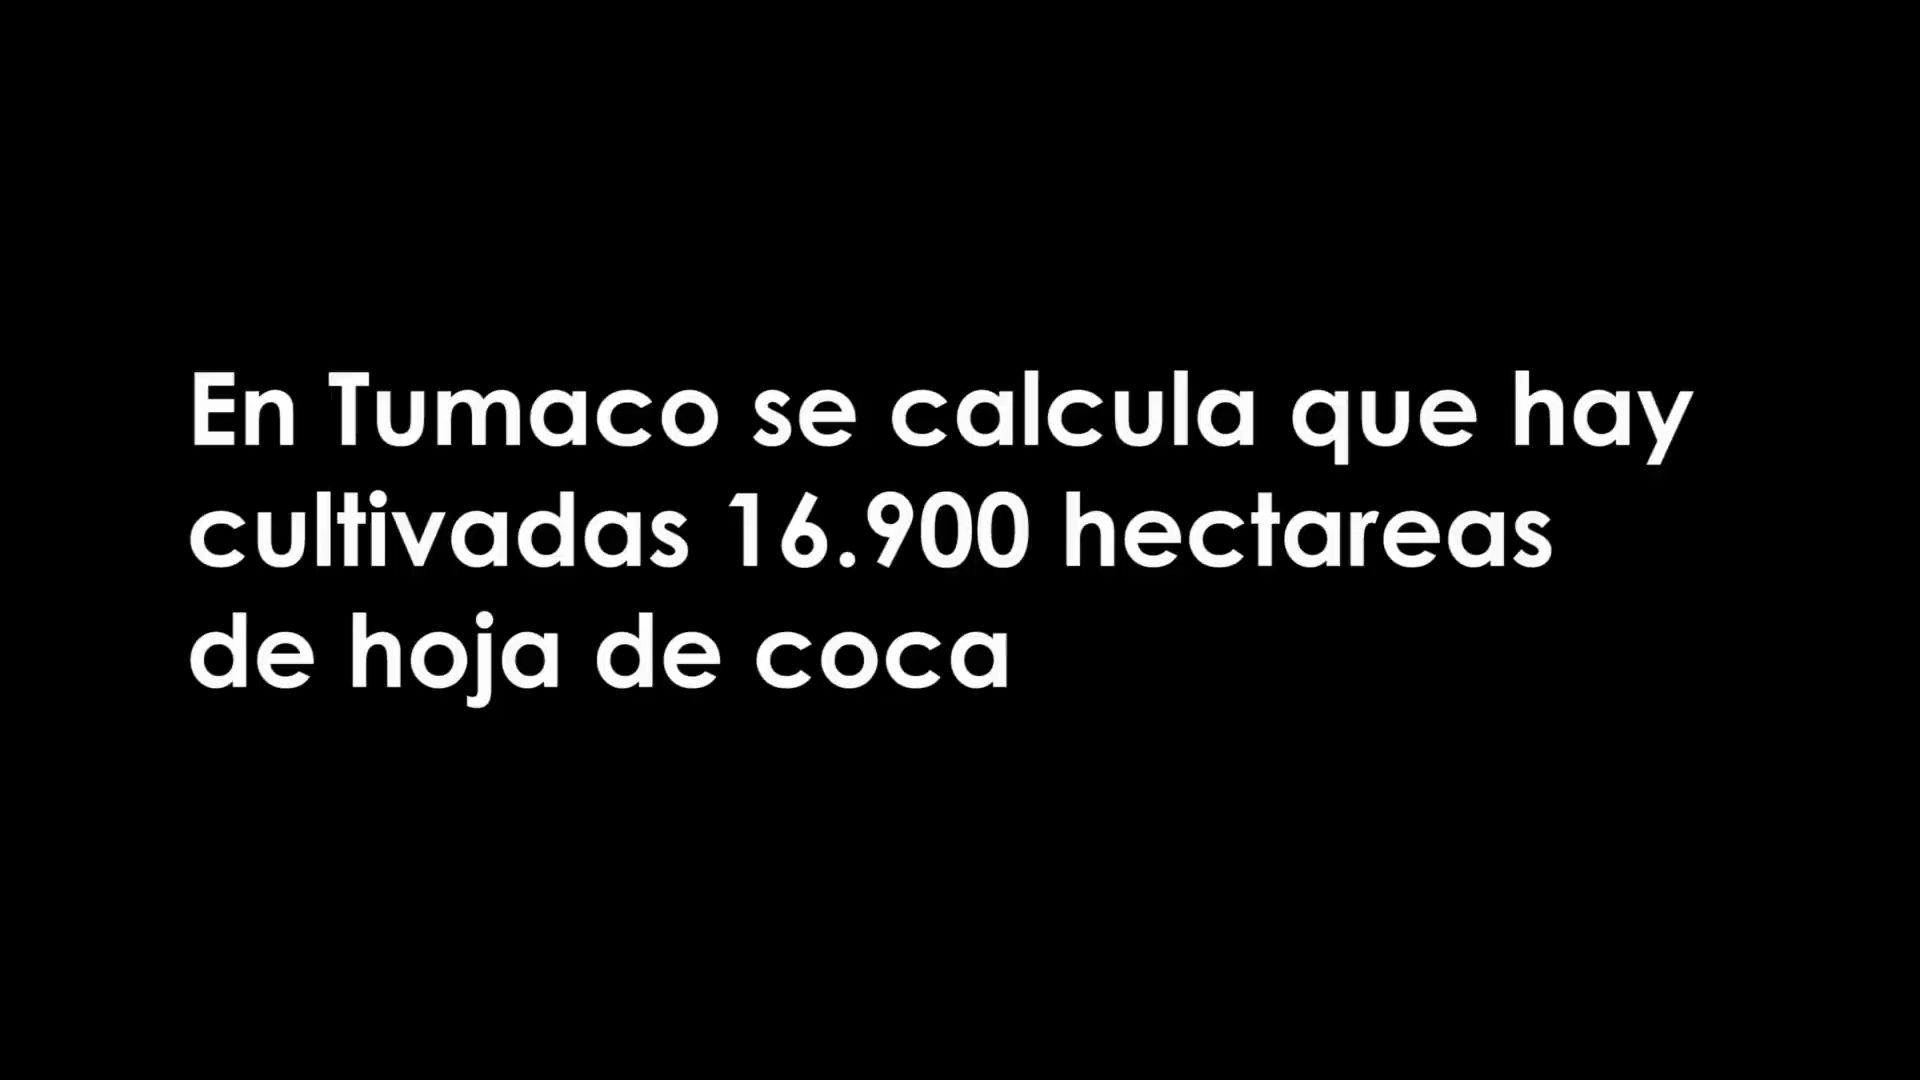 En Tumaco se calcula que hay
cultivadas 16.900 hectareas
de hoja de coca